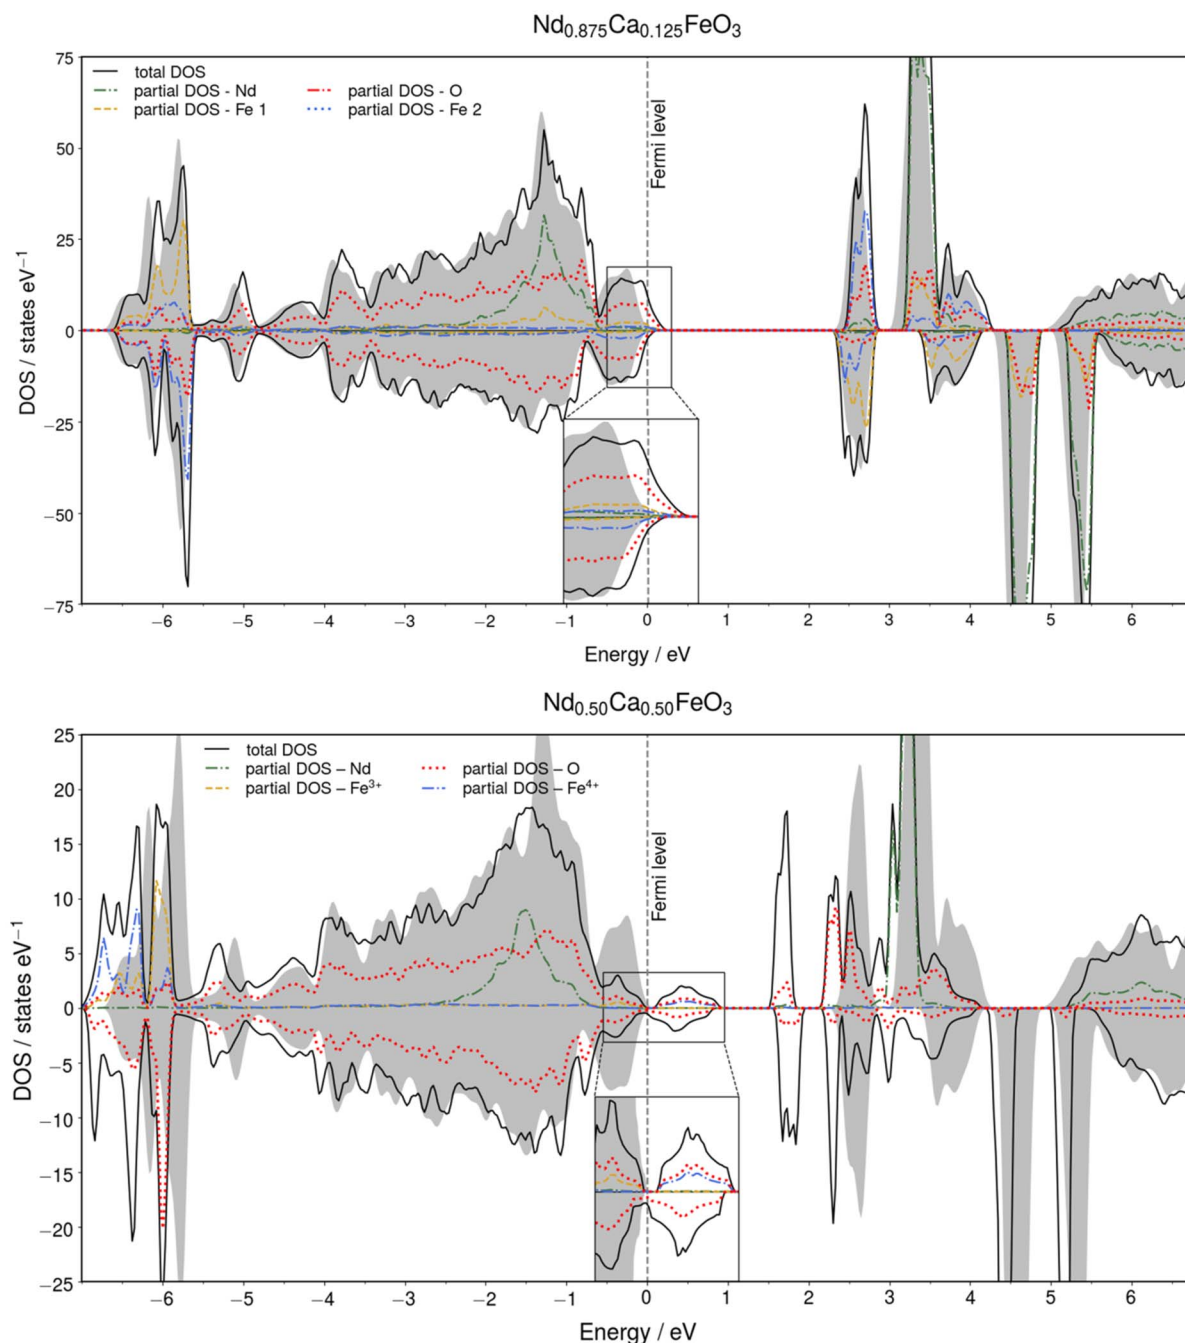 Nd₀.₈₇₅Ca₀.₁₂₅FeO₃
75
50
25
0
−25
−50
−75
DOS / states eV⁻¹
total DOS
partial DOS - Nd
partial DOS - Fe 1
partial DOS - O
partial DOS - Fe 2
Fermi level
−6 −5 −4 −3 −2 −1 0 1 2 3 4 5 6
Energy / eV
Nd₀.₅₀Ca₀.₅₀FeO₃
25
20
15
10
5
0
−5
−10
−15
−20
−25
DOS / states eV⁻¹
total DOS
partial DOS – Nd
partial DOS – Fe³⁺
partial DOS – O
partial DOS – Fe⁴⁺
Fermi level
−6 −5 −4 −3 −2 −1 0 1 2 3 4 5 6
Energy / eV